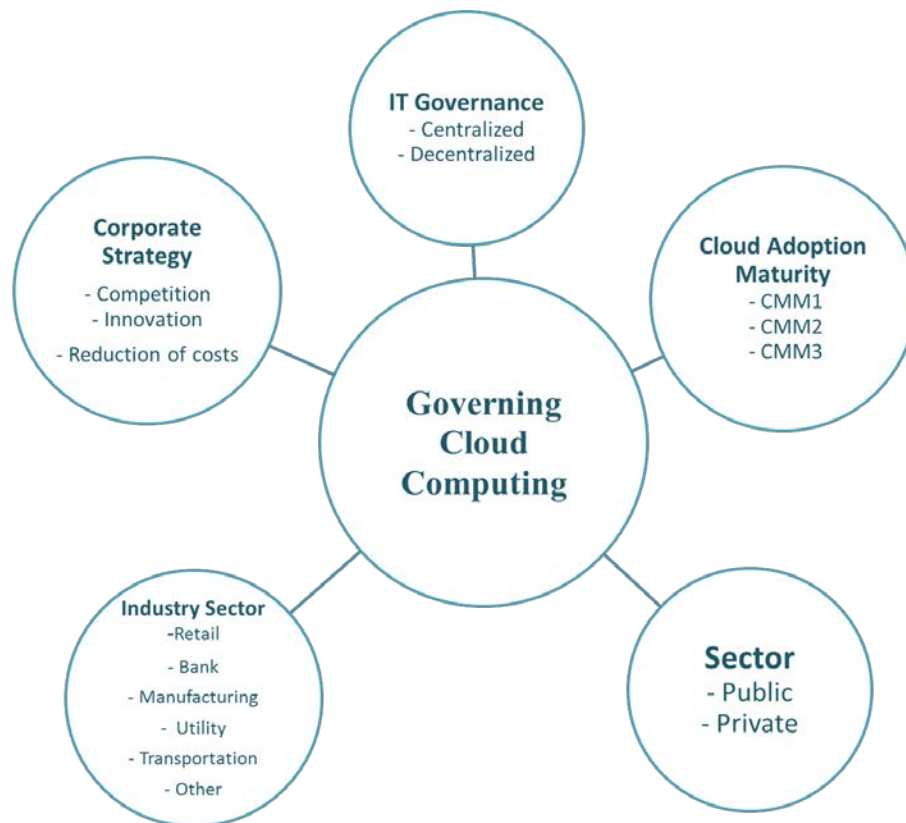 IT Governance
- Centralized
- Decentralized
Corporate
Strategy
- Competition
- Innovation
- Reduction of costs
Cloud Adoption
Maturity
- CMM1
- CMM2
- CMM3
Governing
Cloud
Computing
Industry Sector
-Retail
- Bank
- Manufacturing
- Utility
- Transportation
- Other
Sector
- Public
- Private